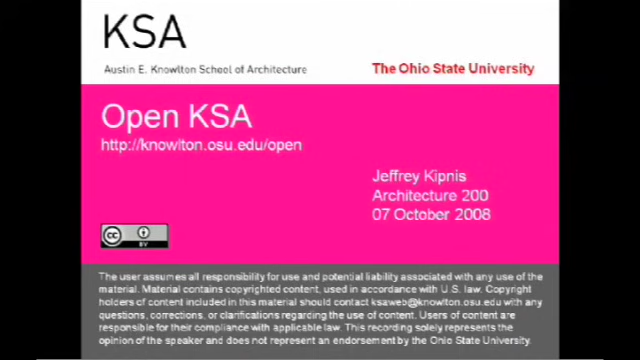 KSA
Austin E. Knowlton School of Architecture
The Ohio State University
Open KSA
http://knowlton.osu.edu/open
Jeffrey Kipnis
Architecture 200
07 October 2008
cc
BY
The user assumes all responsibility for use and potential liability associated with any use of the
material. Material contains copyrighted content, used in accordance with U.S. law. Copyright
holders of content included in this material should contact ksaweb@knowlton.osu.edu with any
questions, corrections, or clarifications regarding the use of content. Users of content are
responsible for their compliance with applicable law. This recording solely represents the
opinion of the speaker and does not represent an endorsement by the Ohio State University.